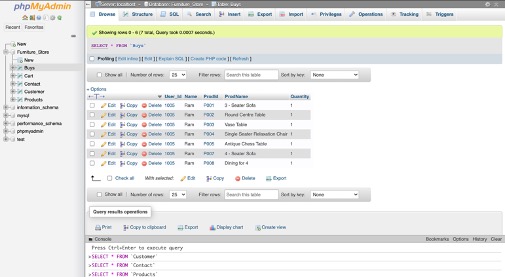 phpMyAdmin
Recent Favorites
New
Furniture_Store
New
Buys
Cart
Contact
Customer
Products
information_schema
mysql
performance_schema
phpmyadmin
test
Browse Structure SQL Search Insert Export Import Privileges Operations Tracking Triggers
Showing rows 0 - 6 (7 total, Query took 0.0007 seconds.)
SELECT * FROM `Buys`
Profiling [ Edit inline ] [ Edit ] [ Explain SQL ] [ Create PHP code ] [ Refresh ]
Show all Number of rows: 25 Filter rows: Search this table Sort by key: None
+ Options
User_Id Name ProdId ProdName Quantity
Edit Copy Delete 1005 Ram P001 3 - Seater Sofa 1
Edit Copy Delete 1005 Ram P002 Round Centre Table 1
Edit Copy Delete 1005 Ram P003 Vase Table 1
Edit Copy Delete 1005 Ram P004 Single Seater Relaxation Chair 1
Edit Copy Delete 1005 Ram P005 Antique Chess Table 1
Edit Copy Delete 1005 Ram P007 4 - Seater Sofa 1
Edit Copy Delete 1005 Ram P008 Dining for 4 1
Check all With selected: Edit Copy Delete Export
Show all Number of rows: 25 Filter rows: Search this table Sort by key: None
Query results operations
Print Copy to clipboard Export Display chart Create view
Console Bookmarks Options History Clear
Press Ctrl+Enter to execute query
>SELECT * FROM `Customer`
>SELECT * FROM `Contact`
>SELECT * FROM `Products`